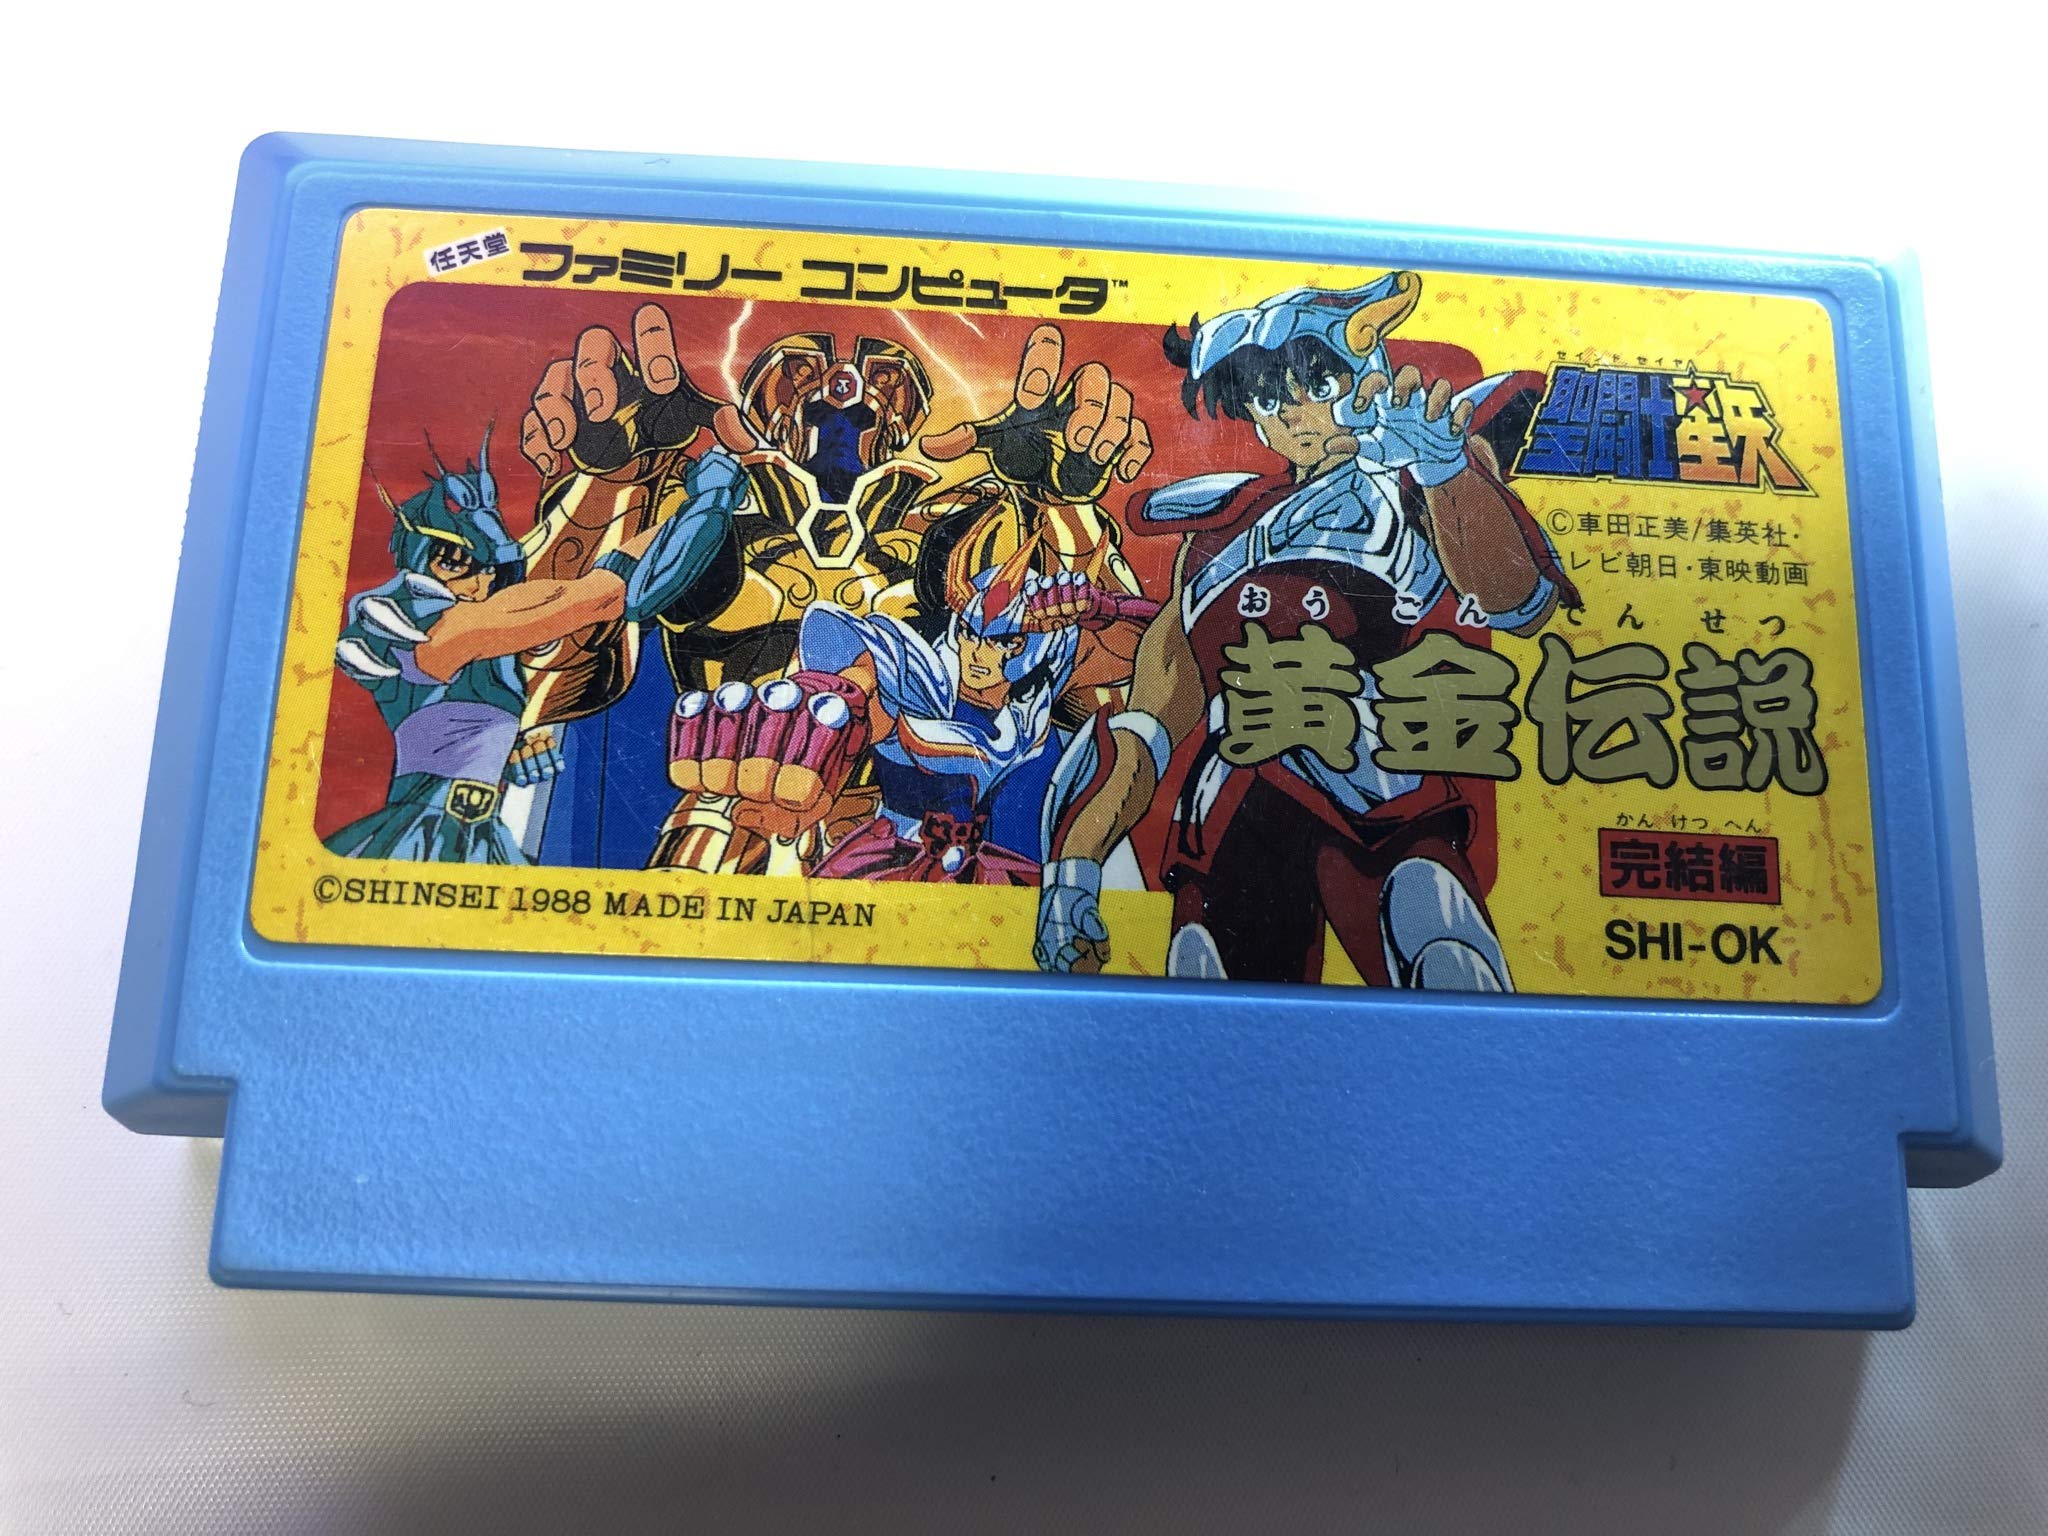 任天堂 ファミリー コンピュータ™
セイント セイヤ
聖闘士星矢
©車田正美/集英社・
テレビ朝日・東映動画
おうごんでんせつ
黄金伝説
かんけつへん
完結編
SHI-OK
©SHINSEI 1988 MADE IN JAPAN